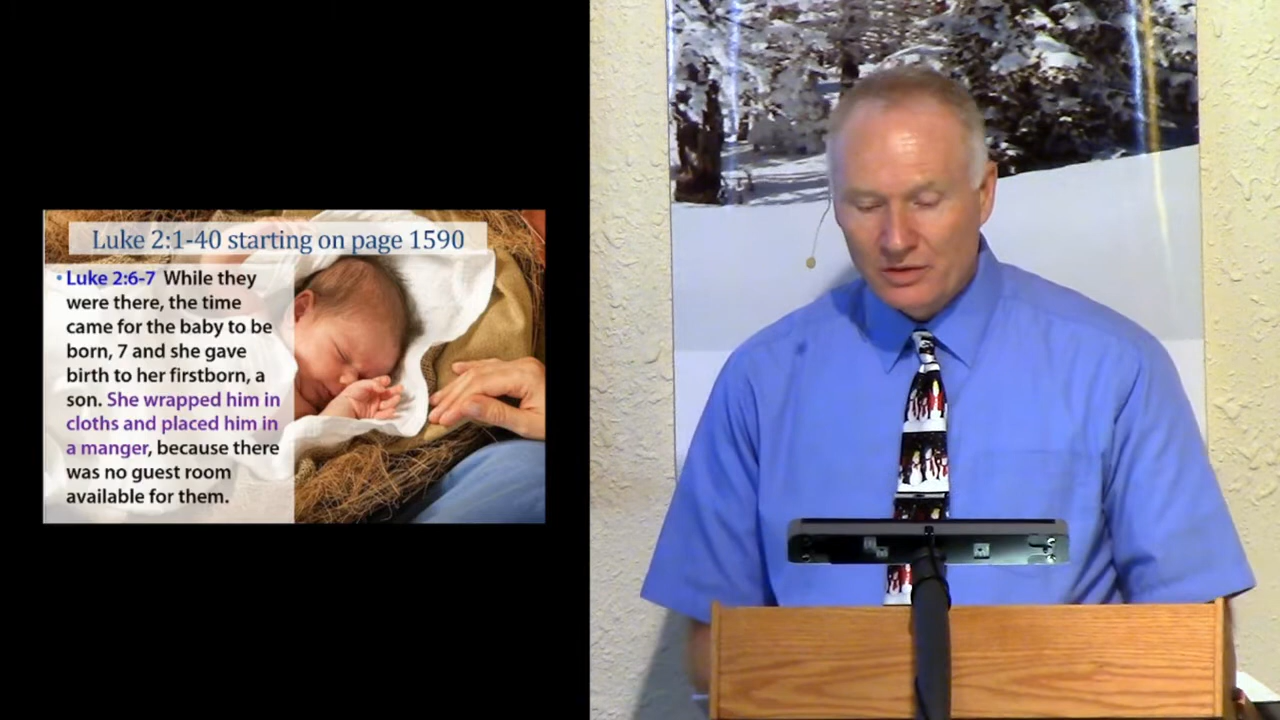 Luke 2:1-40 starting on page 1590
• Luke 2:6-7 While they
were there, the time
came for the baby to be
born, 7 and she gave
birth to her firstborn, a
son. She wrapped him in
cloths and placed him in
a manger, because there
was no guest room
available for them.